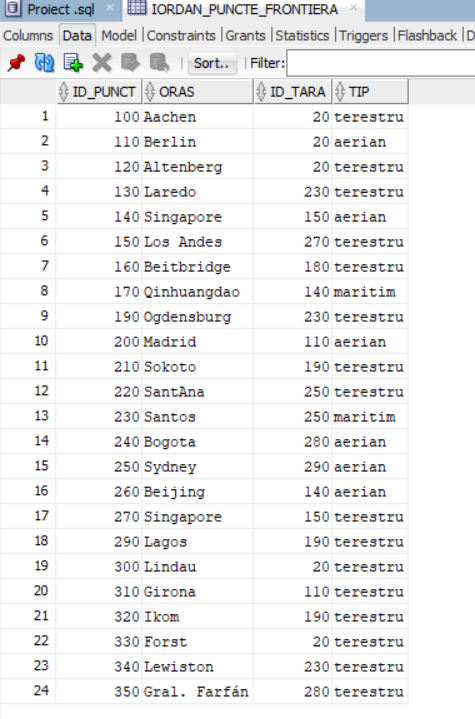 Project .sql × IORDAN_PUNCTE_FRONTIERA ×
Columns Data Model Constraints Grants Statistics Triggers Flashback D
Sort.. Filter:
ID_PUNCT ORAS ID_TARA TIP
1 100 Aachen 20 terestru
2 110 Berlin 20 aerian
3 120 Altenberg 20 terestru
4 130 Laredo 230 terestru
5 140 Singapore 150 aerian
6 150 Los Andes 270 terestru
7 160 Beitbridge 180 terestru
8 170 Qinhuangdao 140 maritim
9 190 Ogdensburg 230 terestru
10 200 Madrid 110 aerian
11 210 Sokoto 190 terestru
12 220 SantAna 250 terestru
13 230 Santos 250 maritim
14 240 Bogota 280 aerian
15 250 Sydney 290 aerian
16 260 Beijing 140 aerian
17 270 Singapore 150 terestru
18 290 Lagos 190 terestru
19 300 Lindau 20 terestru
20 310 Girona 110 terestru
21 320 Ikom 190 terestru
22 330 Forst 20 terestru
23 340 Lewiston 230 terestru
24 350 Gral. Farfán 280 terestru